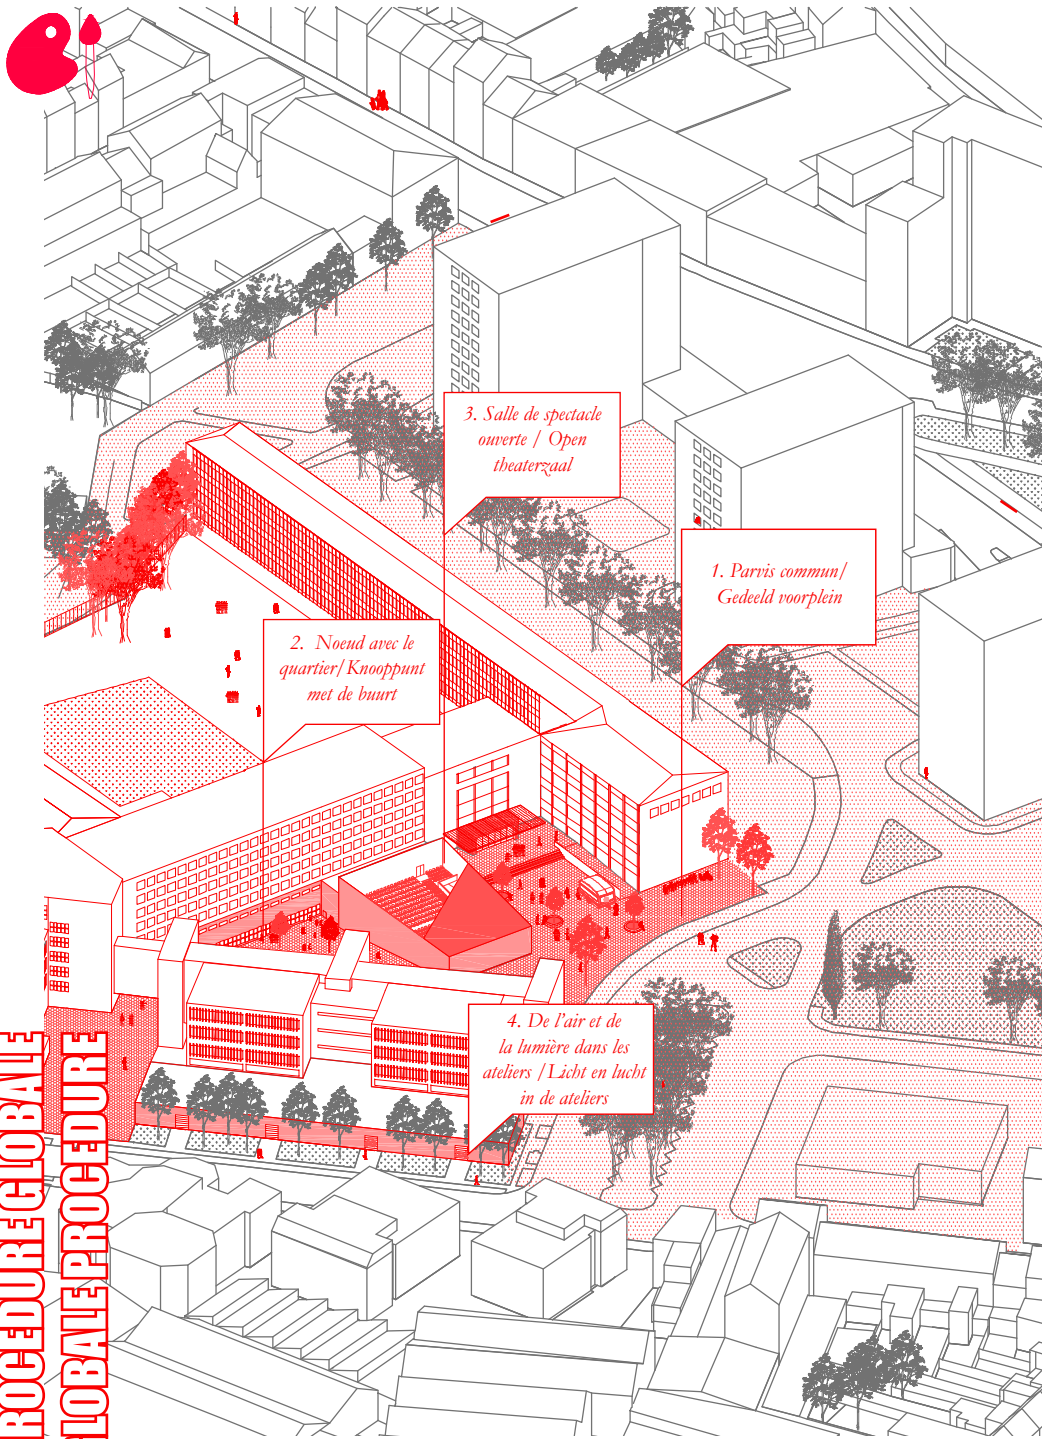 3. Salle de spectacle
ouverte / Open
theaterzaal
1. Parvis commun/
Gedeeld voorplein
2. Noeud avec le
quartier/Knooppunt
met de buurt
4. De l'air et de
la lumière dans les
ateliers /Licht en lucht
in de ateliers
ROCEDURE GLOBALE
LOBALE PROCEDURE